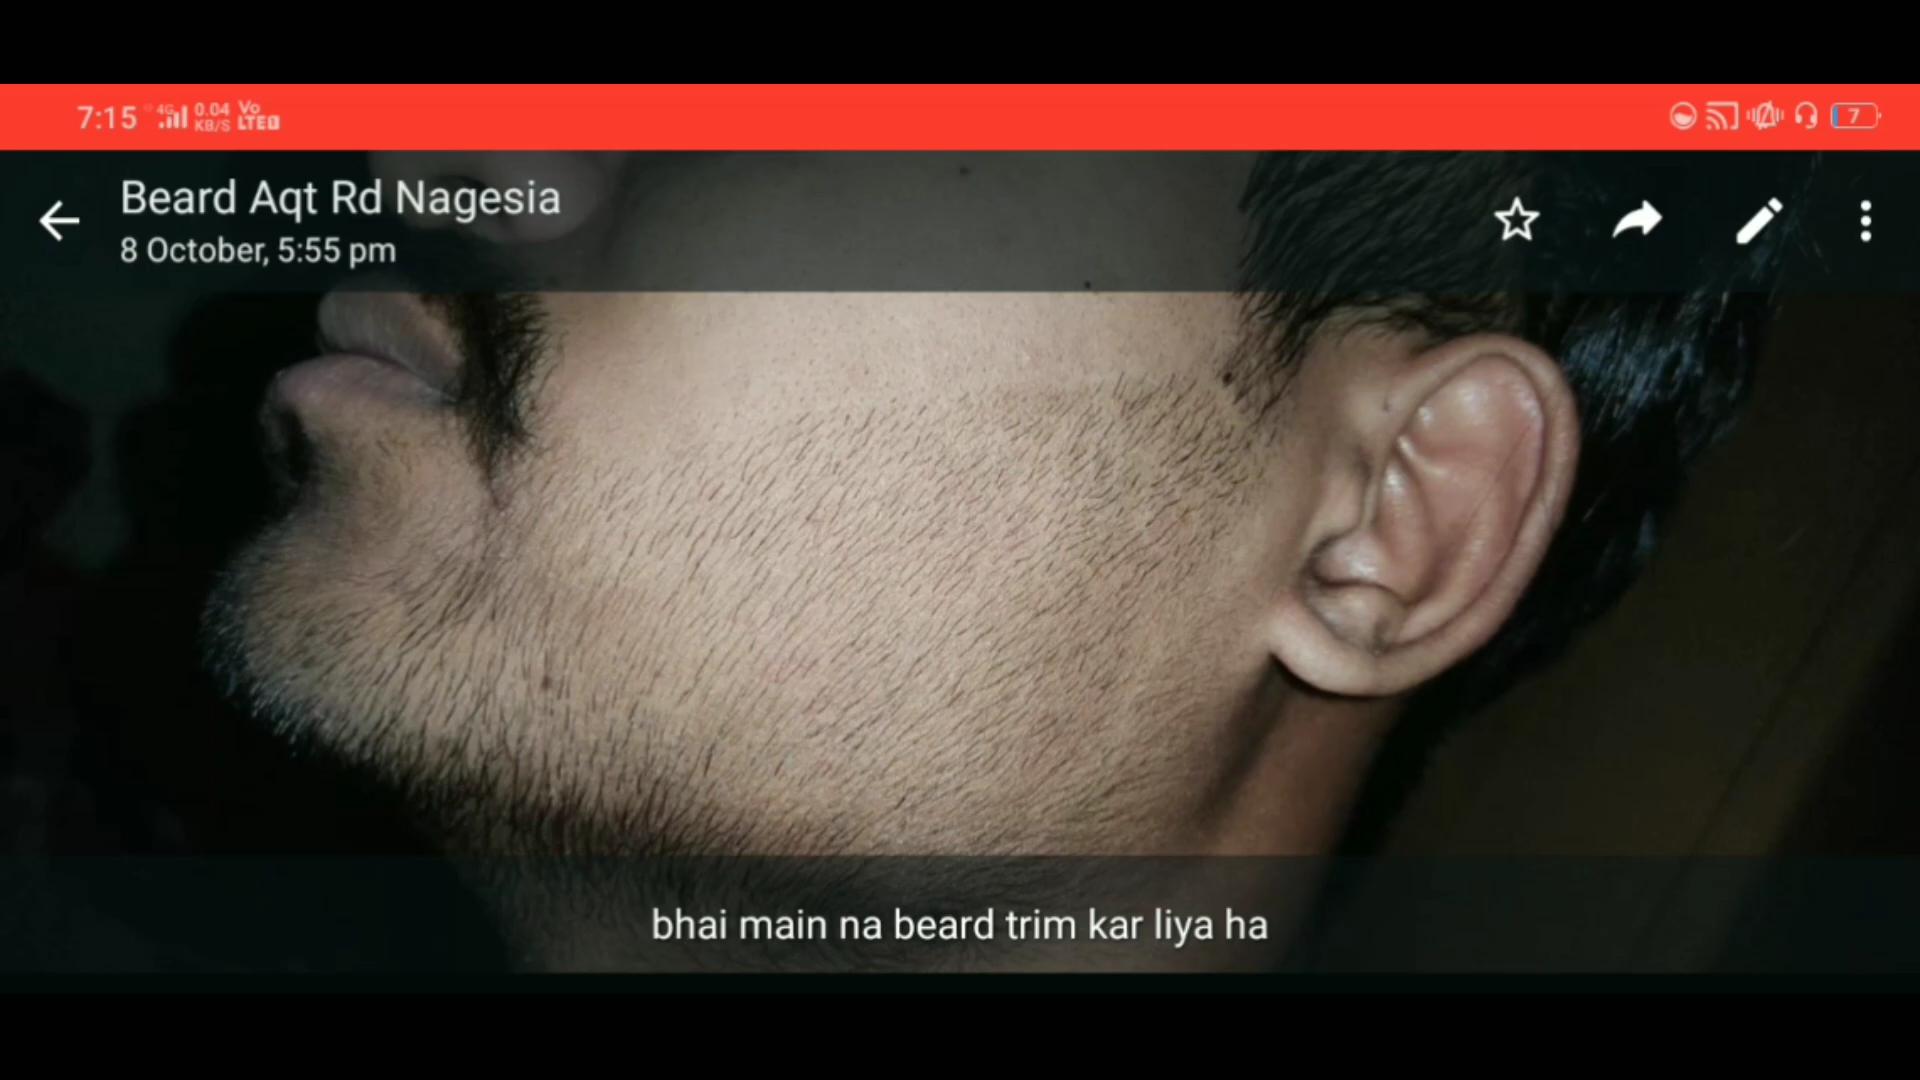 7:15 4G 0.04 KB/S Vo LTE 7
Beard Aqt Rd Nagesia
8 October, 5:55 pm
bhai main na beard trim kar liya ha